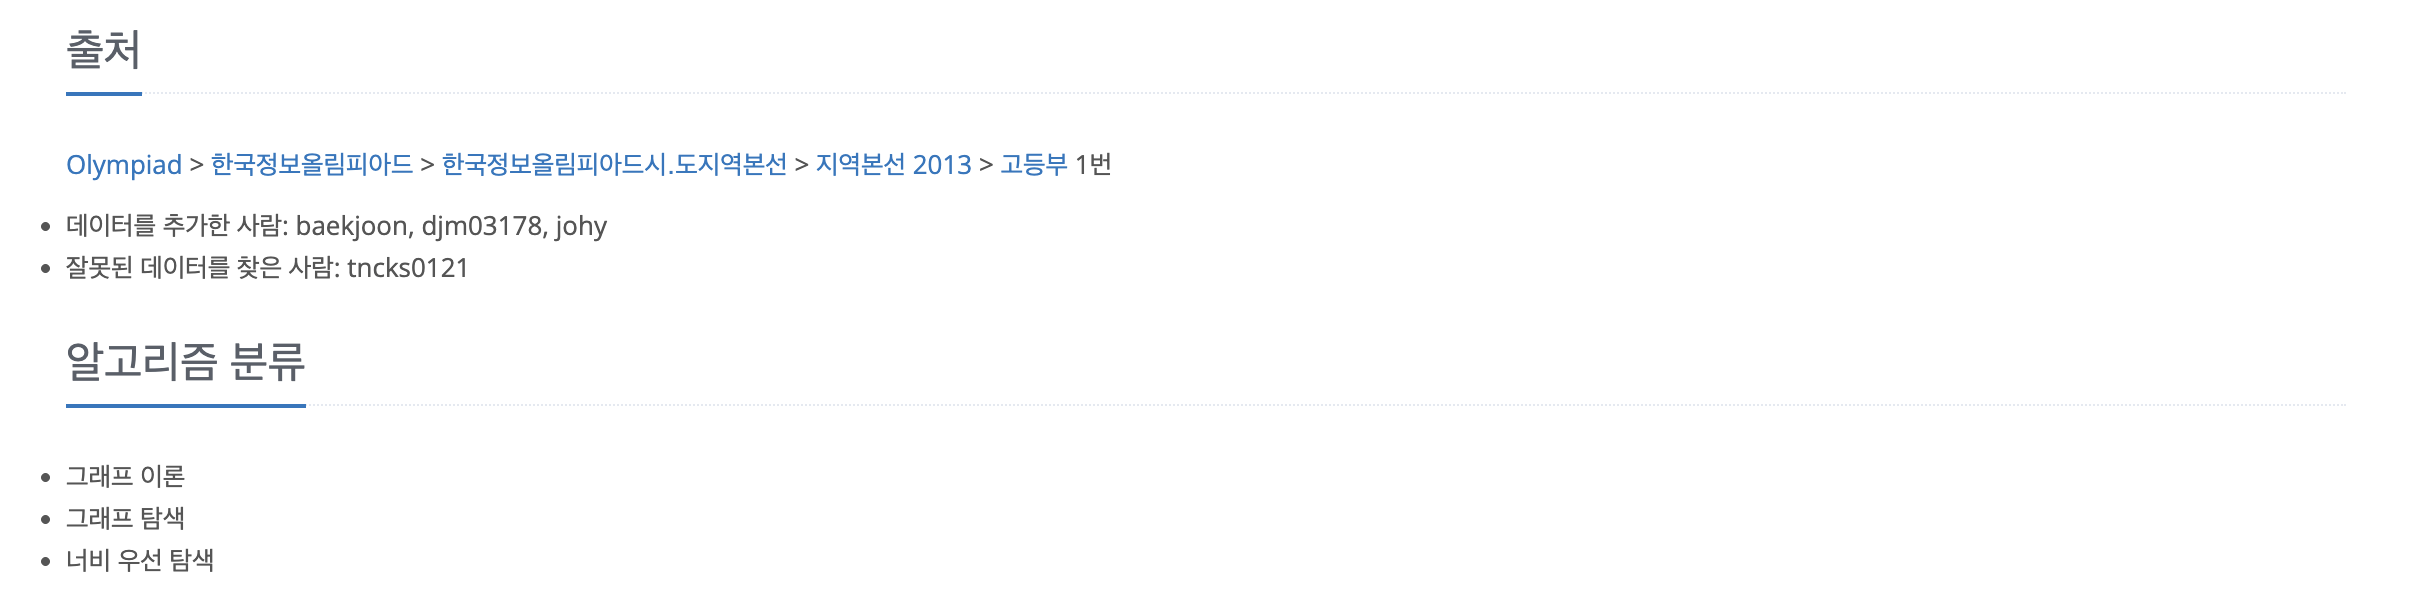 출처
Olympiad > 한국정보올림피아드 > 한국정보올림피아드시.도지역본선 > 지역본선 2013 > 고등부 1번
데이터를 추가한 사람: baekjoon, djm03178, johy
잘못된 데이터를 찾은 사람: tncks0121
알고리즘 분류
그래프 이론
그래프 탐색
너비 우선 탐색